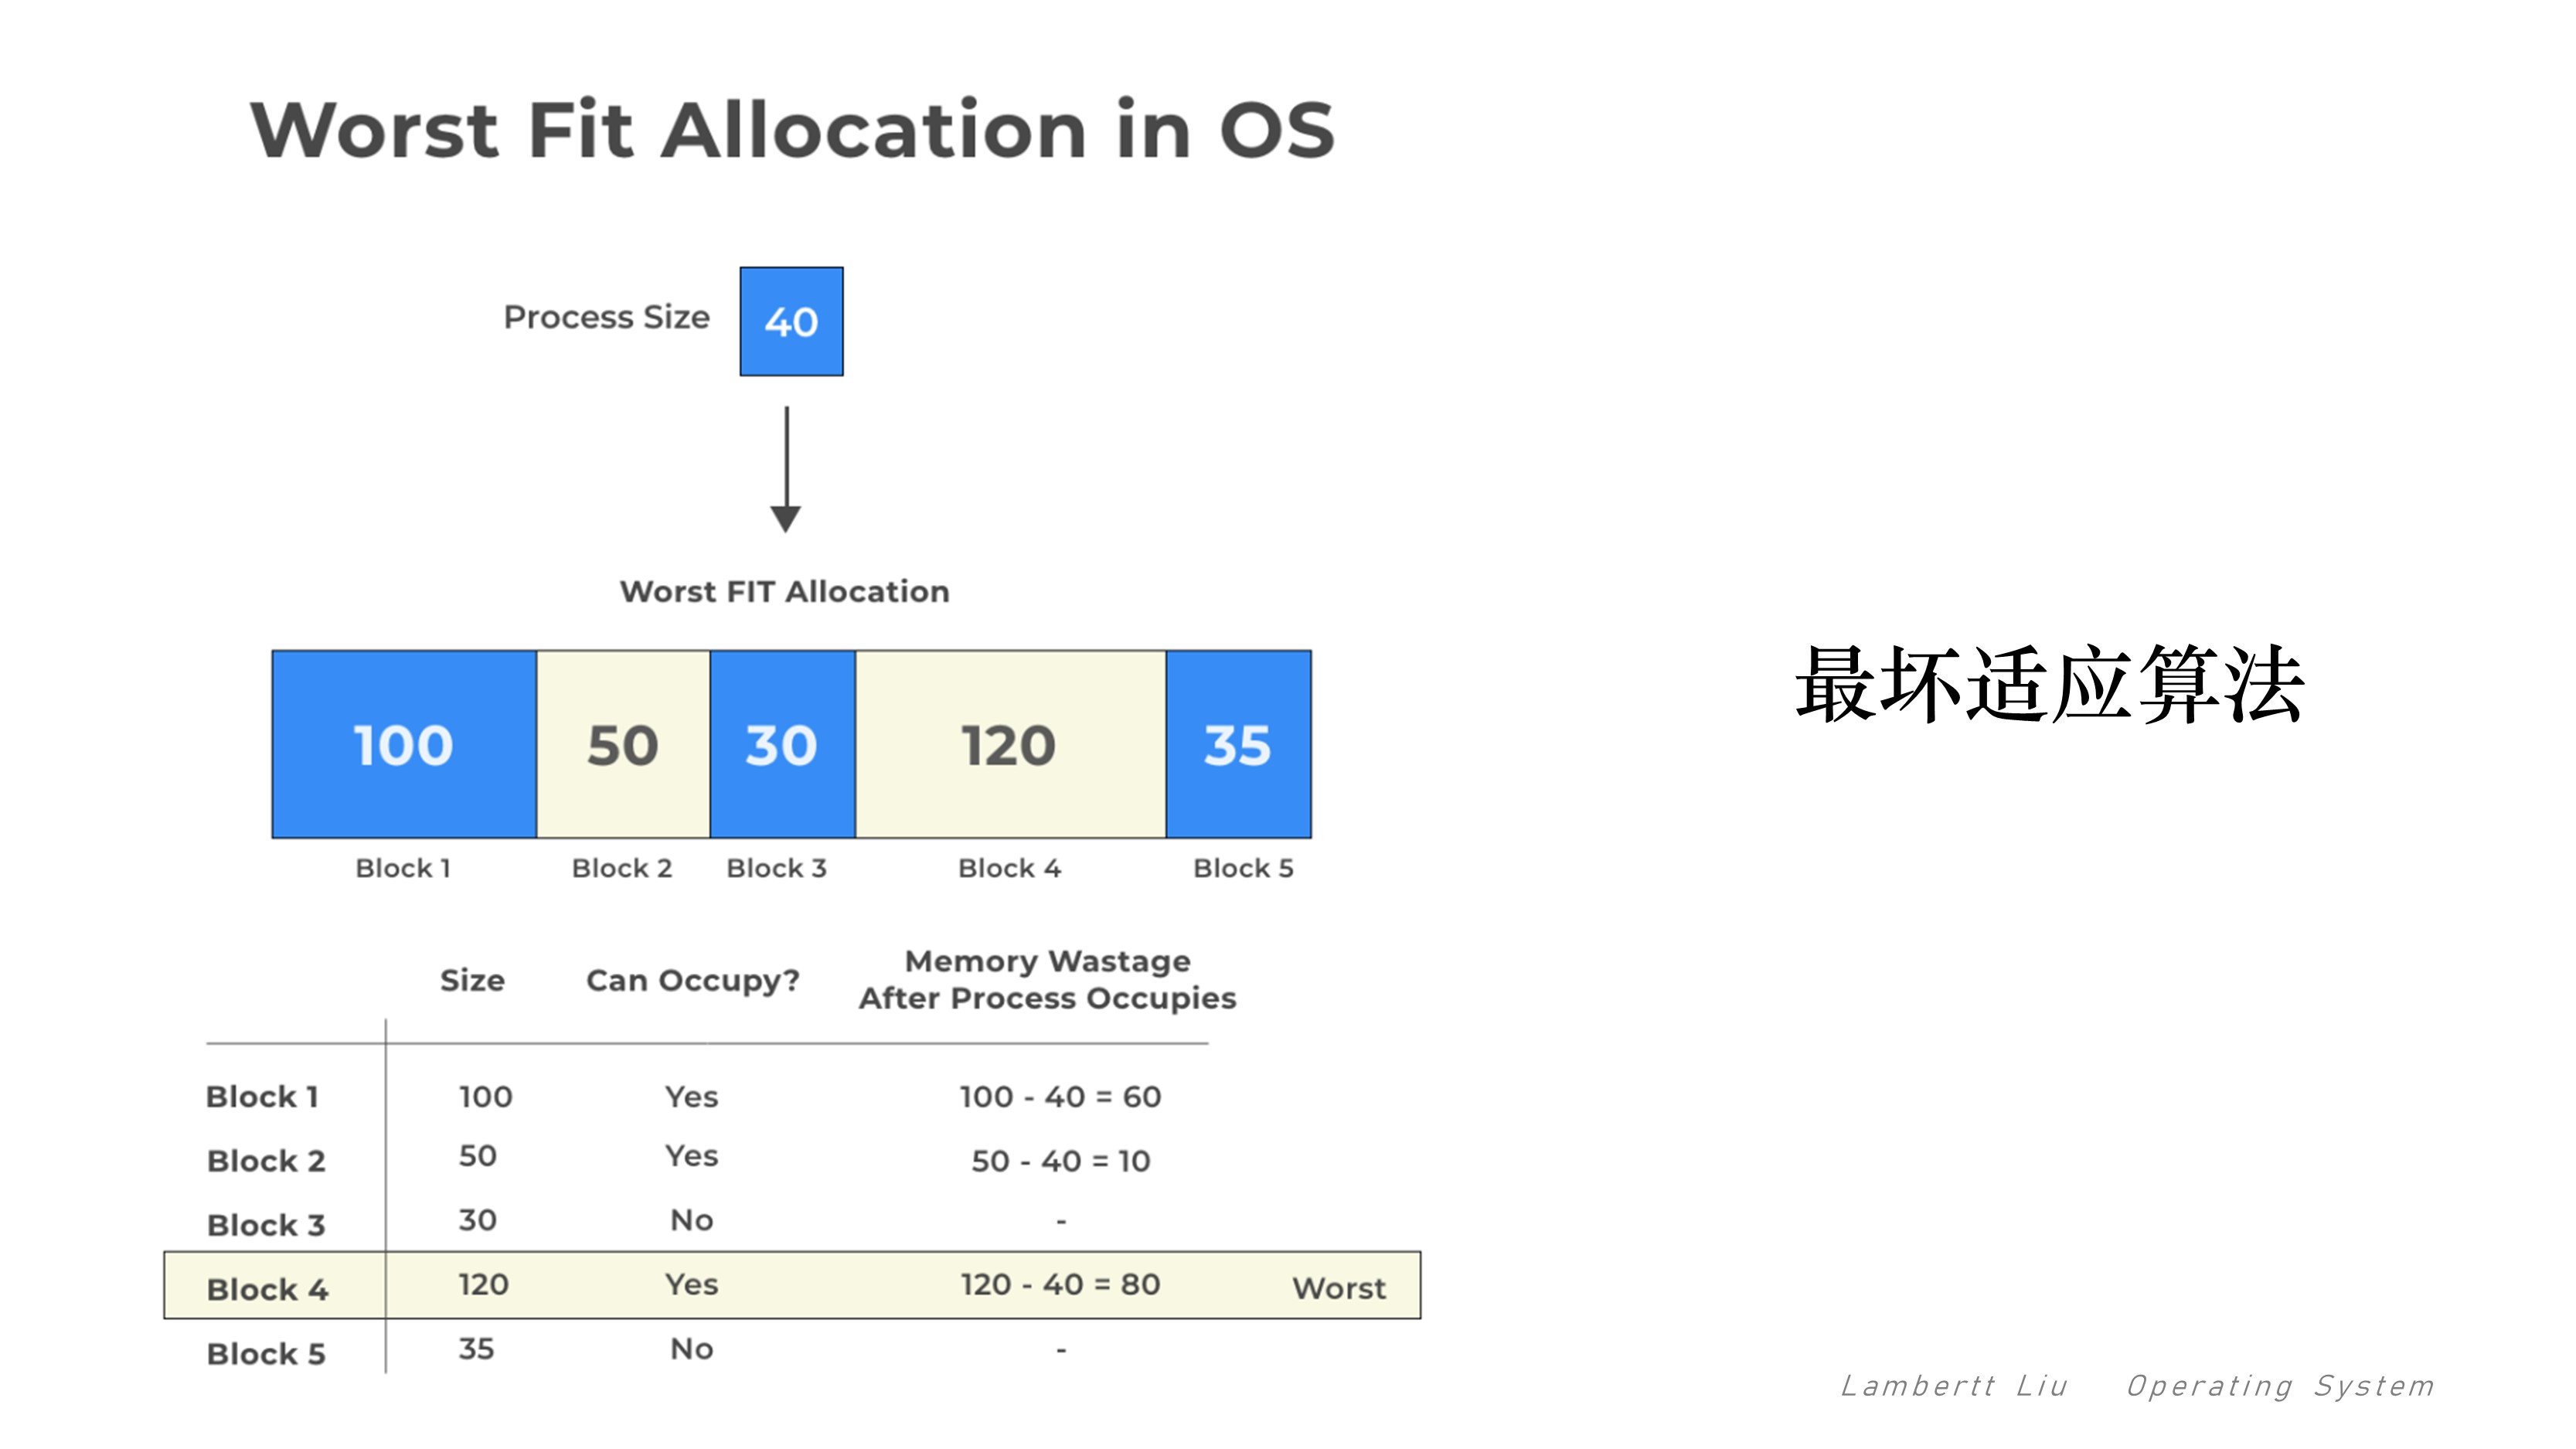 Worst Fit Allocation in OS
Process Size 40
Worst FIT Allocation
100 50 30 120 35
Block 1 Block 2 Block 3 Block 4 Block 5
最坏适应算法
Size Can Occupy? Memory Wastage
After Process Occupies
Block 1 100 Yes 100 - 40 = 60
Block 2 50 Yes 50 - 40 = 10
Block 3 30 No -
Block 4 120 Yes 120 - 40 = 80 Worst
Block 5 35 No -
Lambertt Liu Operating System